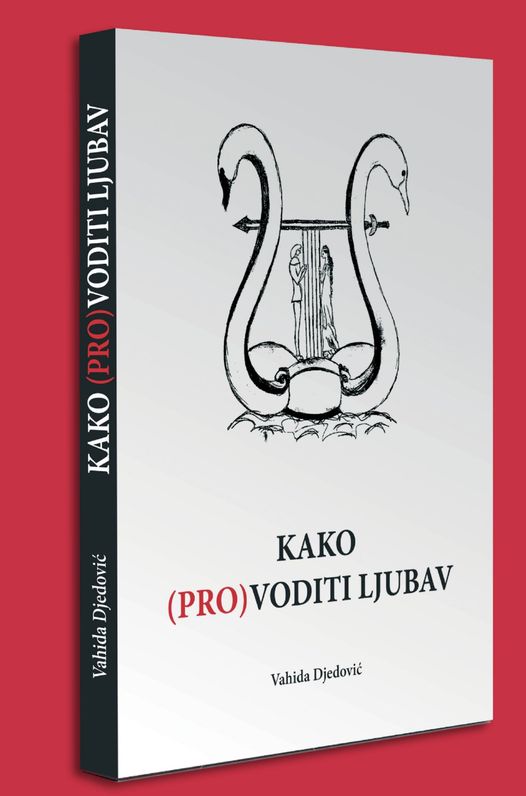 KAKO (PRO)VODITI LJUBAV
Vahida Djedović
KAKO
(PRO)VODITI LJUBAV
Vahida Djedović